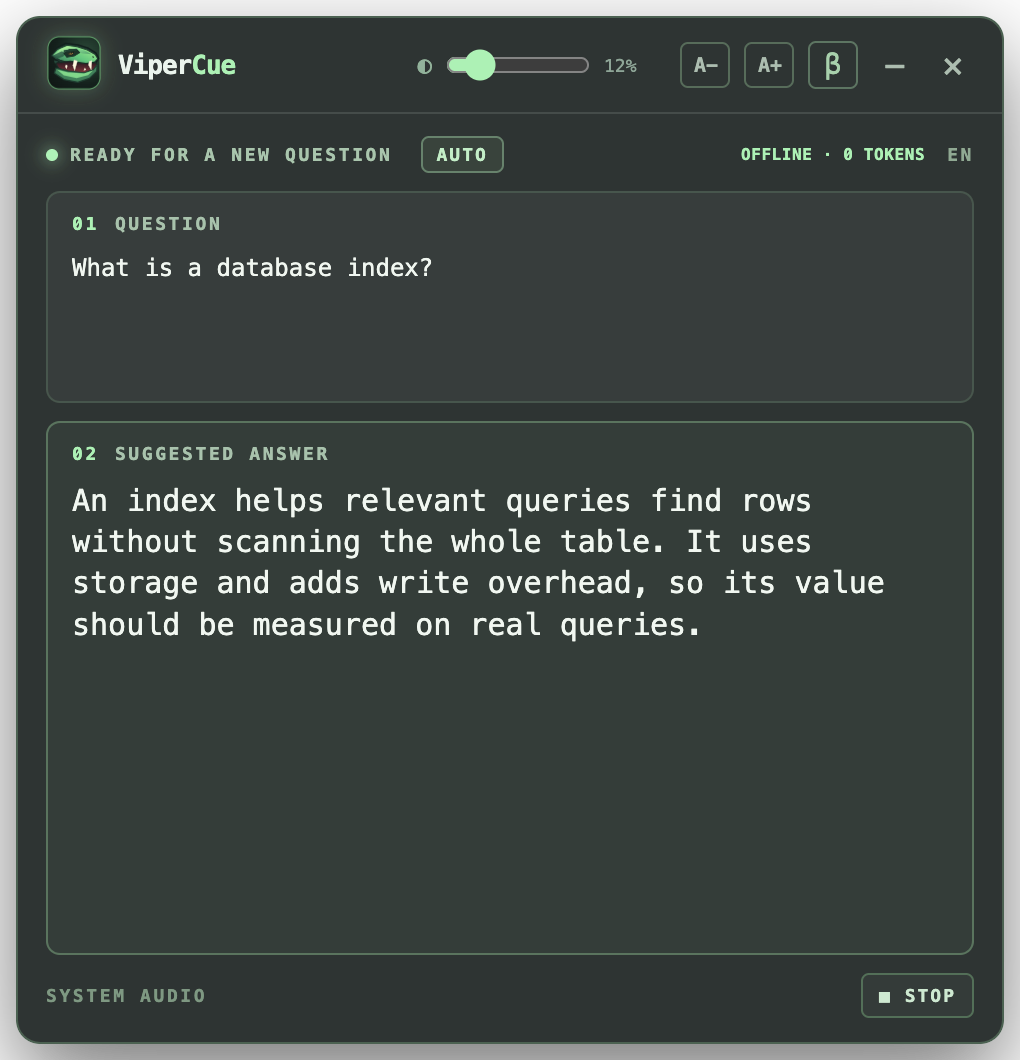 ViperCue
12%
A−
A+
β
READY FOR A NEW QUESTION
AUTO
OFFLINE · 0 TOKENS
EN
01 QUESTION
What is a database index?
02 SUGGESTED ANSWER
An index helps relevant queries find rows
without scanning the whole table. It uses
storage and adds write overhead, so its value
should be measured on real queries.
SYSTEM AUDIO
STOP